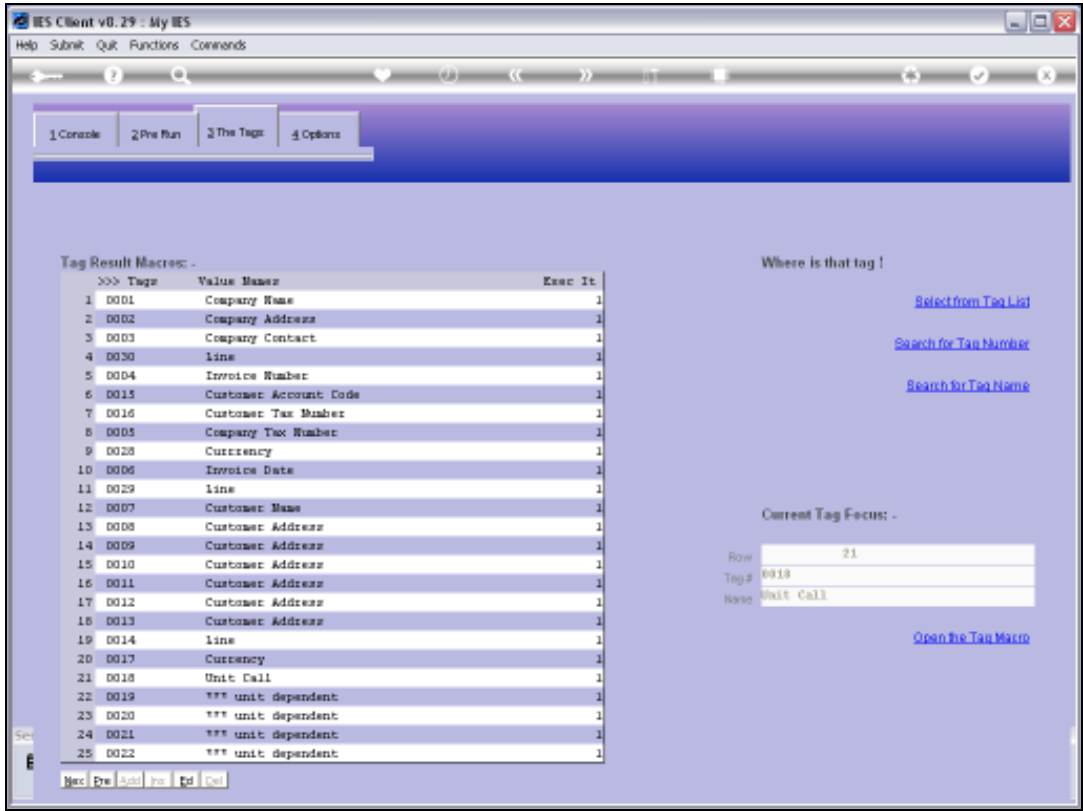 IES Client v8.29 : My IES
Help Submit Quit Functions Commands
1 Console 2 Pre Run 3 The Tags 4 Options
Tag Result Macros: -
>>> Tags Value Names Exec It
1 0001 Company Name 1
2 0002 Company Address 1
3 0003 Company Contact 1
4 0030 line 1
5 0004 Invoice Number 1
6 0015 Customer Account Code 1
7 0016 Customer Tax Number 1
8 0005 Company Tax Number 1
9 0028 Currrency 1
10 0006 Invoice Date 1
11 0029 line 1
12 0007 Customer Name 1
13 0008 Customer Address 1
14 0009 Customer Address 1
15 0010 Customer Address 1
16 0011 Customer Address 1
17 0012 Customer Address 1
18 0013 Customer Address 1
19 0014 line 1
20 0017 Currency 1
21 0018 Unit Call 1
22 0019 *** unit dependent 1
23 0020 *** unit dependent 1
24 0021 *** unit dependent 1
25 0022 *** unit dependent 1
Nex Pre Add Ins Ed Del
Where is that tag !
Select from Tag List
Search for Tag Number
Search for Tag Name
Current Tag Focus: -
Row 21
Tag # 0018
Name Unit Call
Open the Tag Macro